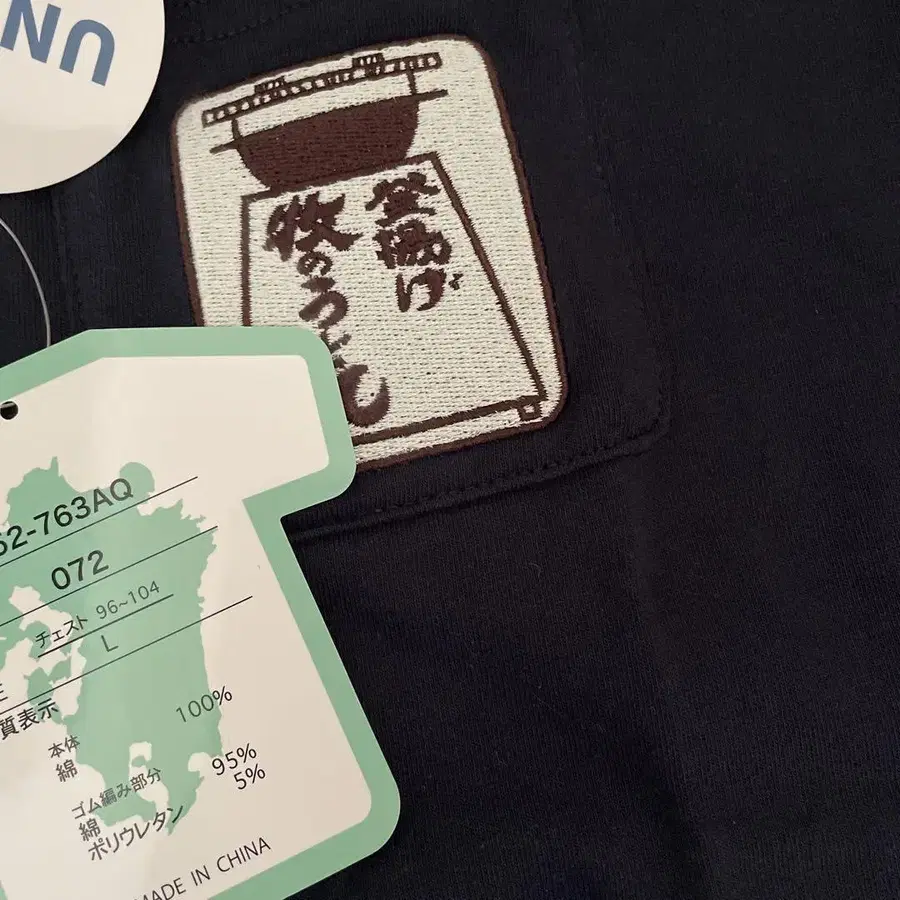 UN
釜揚げ
牧のうどん
62-763AQ
072
チェスト 96~104
L
質表示
本体
綿 100%
ゴム編み部分
綿 95%
ポリウレタン 5%
MADE IN CHINA